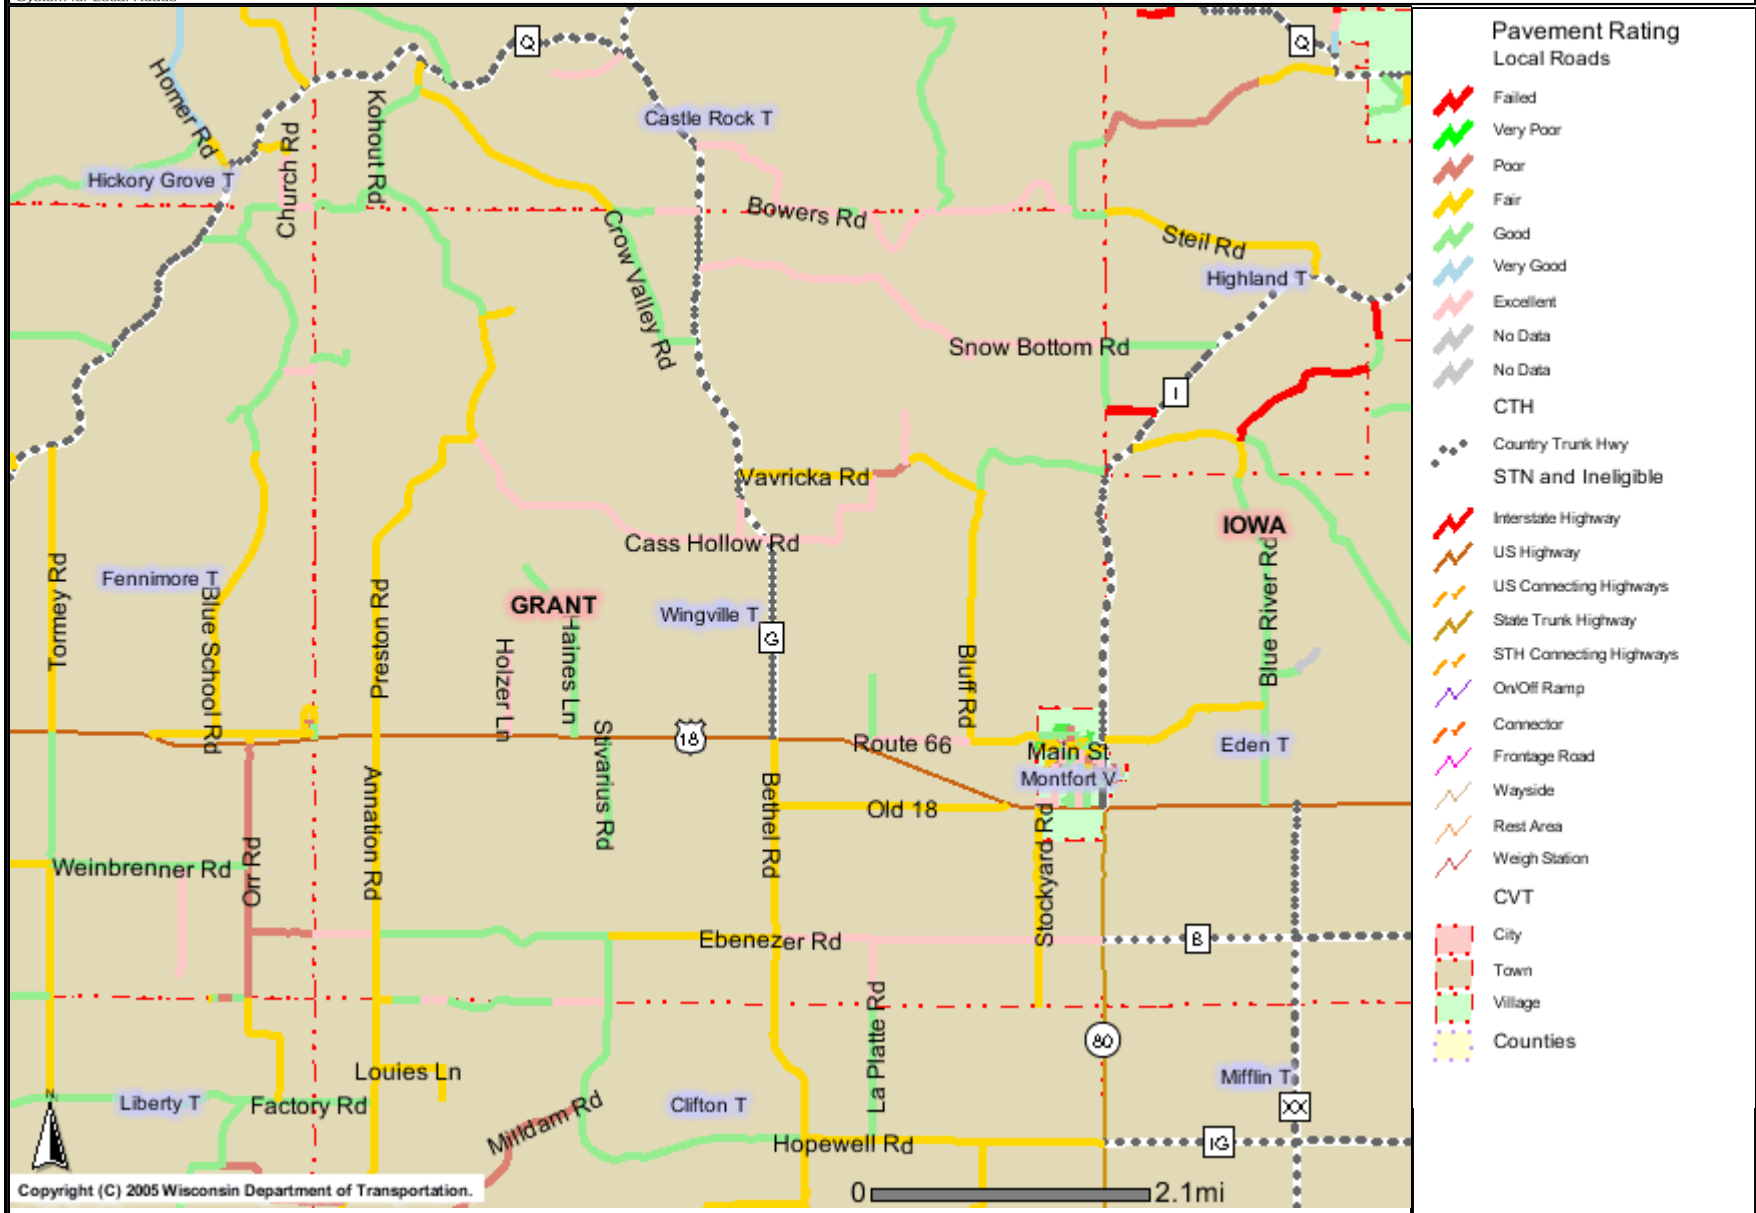 System for Local Roads
Q
Q
Homer Rd
Kohout Rd
Church Rd
Castle Rock T
Hickory Grove T
Bowers Rd
Crow Valley Rd
Steil Rd
Highland T
Snow Bottom Rd
I
Vavricka Rd
Cass Hollow Rd
IOWA
Tormey Rd
Fennimore T
Blue School Rd
Preston Rd
GRANT
Holzer Ln
Haines Ln
Wingville T
G
Bluff Rd
Blue River Rd
Stivarius Rd
18
Route 66
Main St
Montfort V
Eden T
Annation Rd
Bethel Rd
Old 18
Stockyard Rd
Weinbrenner Rd
Orr Rd
Ebenezer Rd
B
La Platte Rd
80
Louies Ln
Mifflin T
XX
N
Liberty T
Factory Rd
Milldam Rd
Clifton T
Hopewell Rd
IG
Copyright (C) 2005 Wisconsin Department of Transportation.
0
2.1mi
Pavement Rating
Local Roads
Failed
Very Poor
Poor
Fair
Good
Very Good
Excellent
No Data
No Data
CTH
Country Trunk Hwy
STN and Ineligible
Interstate Highway
US Highway
US Connecting Highways
State Trunk Highway
STH Connecting Highways
On/Off Ramp
Connector
Frontage Road
Wayside
Rest Area
Weigh Station
CVT
City
Town
Village
Counties